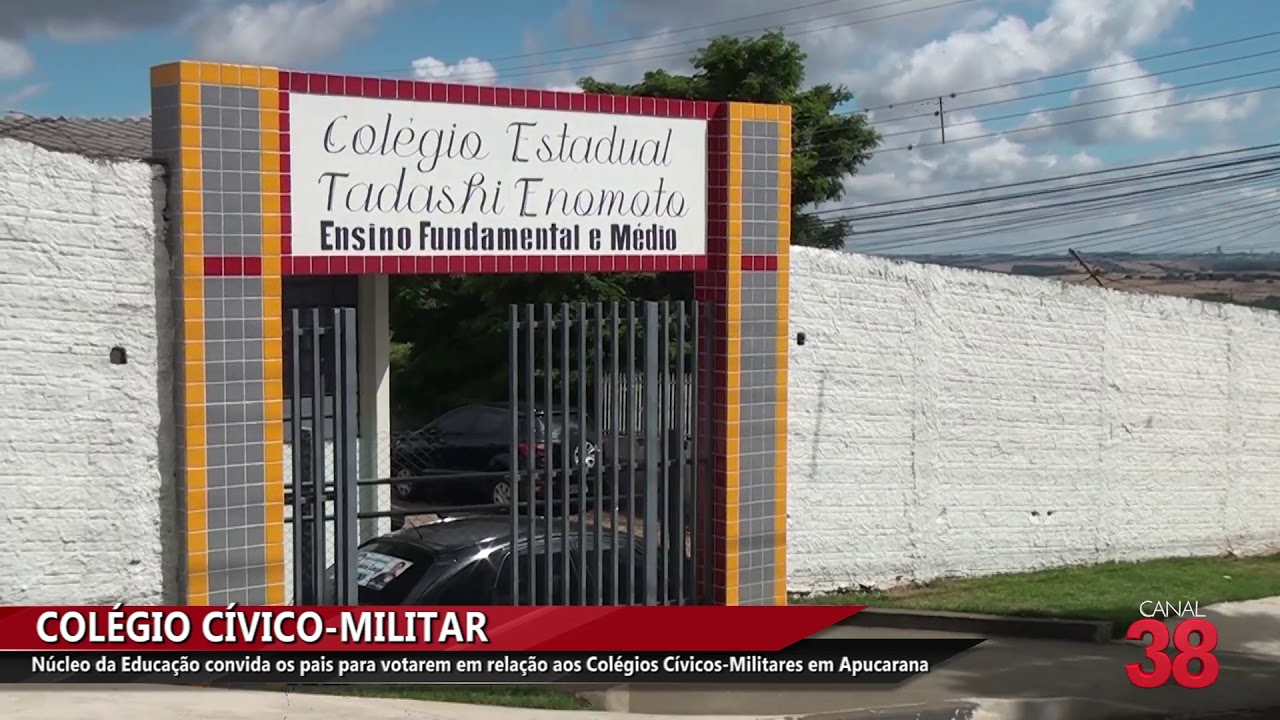 Colégio Estadual
Tadashi Enomoto
Ensino Fundamental e Médio
COLÉGIO CÍVICO-MILITAR
Núcleo da Educação convida os pais para votarem em relação aos Colégios Cívicos-Militares em Apucarana
CANAL
38